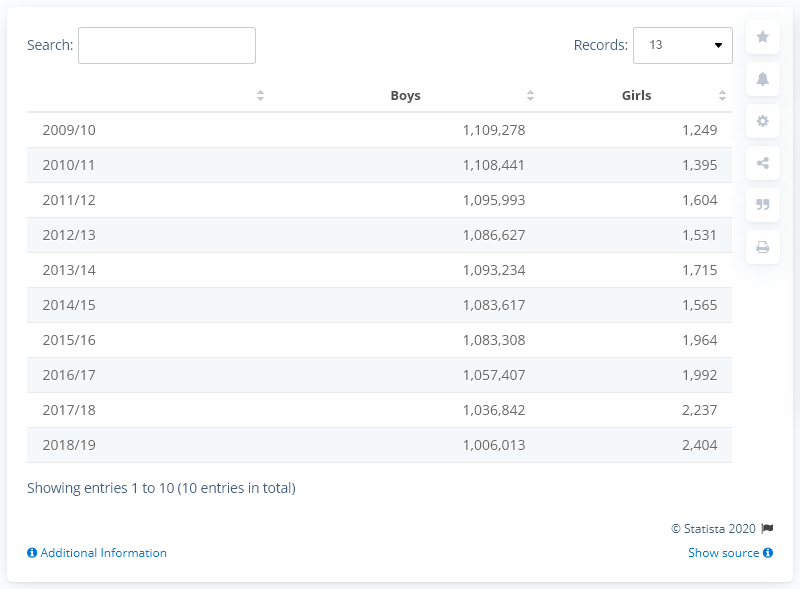 Search:
Records: 13
Boys Girls
2009/10 1,109,278 1,249
2010/11 1,108,441 1,395
2011/12 1,095,993 1,604
2012/13 1,086,627 1,531
2013/14 1,093,234 1,715
2014/15 1,083,617 1,565
2015/16 1,083,308 1,964
2016/17 1,057,407 1,992
2017/18 1,036,842 2,237
2018/19 1,006,013 2,404
Showing entries 1 to 10 (10 entries in total)
© Statista 2020
Additional Information Show source